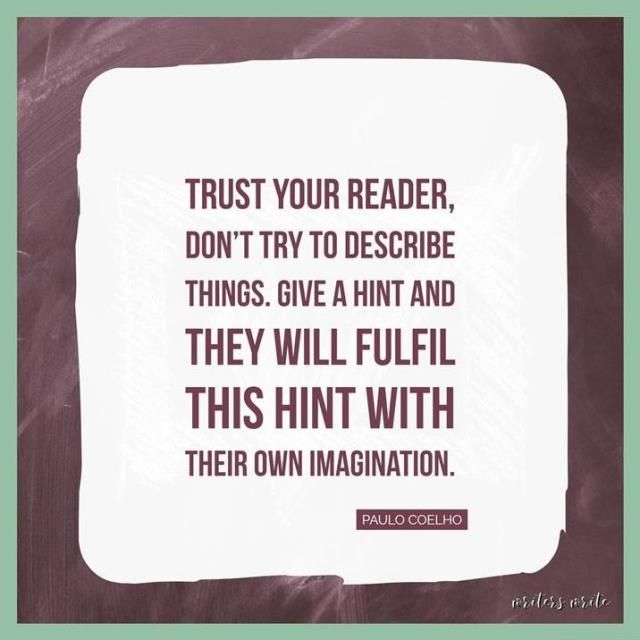 TRUST YOUR READER,
DON'T TRY TO DESCRIBE
THINGS. GIVE A HINT AND
THEY WILL FULFIL
THIS HINT WITH
THEIR OWN IMAGINATION.
PAULO COELHO
writers write